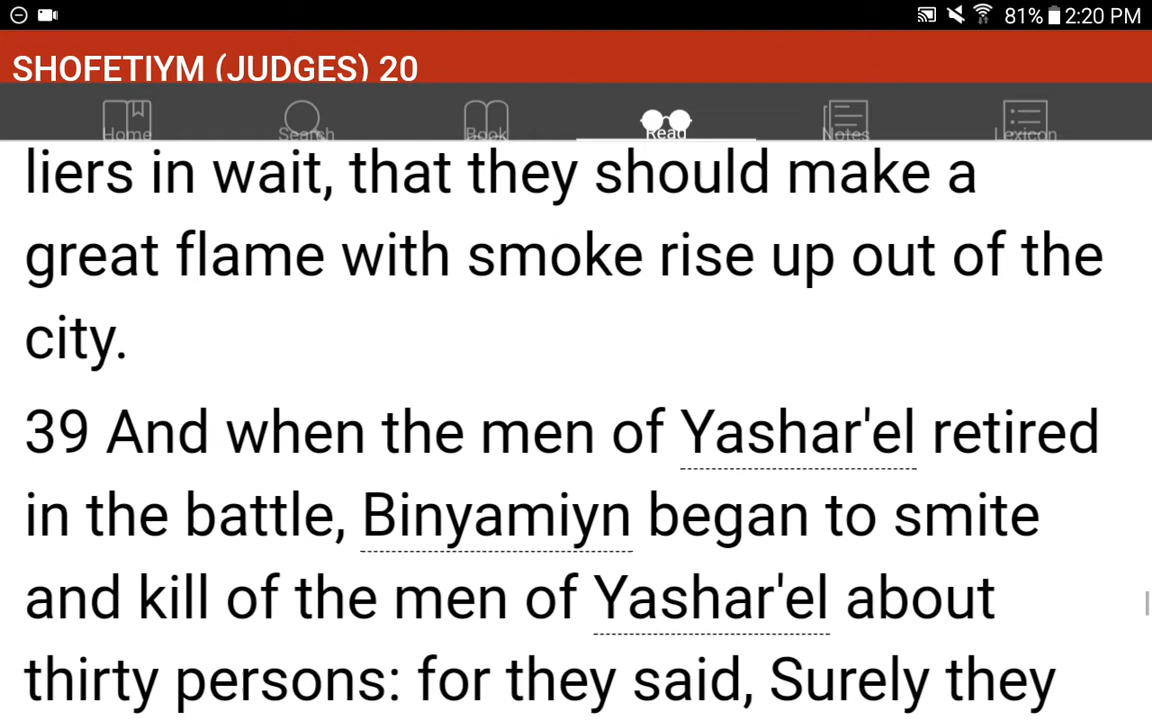 81% 2:20 PM
SHOFETIYM (JUDGES) 20
Home Search Book Read Notes Lexicon
liers in wait, that they should make a
great flame with smoke rise up out of the
city.
39 And when the men of Yashar'el retired
in the battle, Binyamiyn began to smite
and kill of the men of Yashar'el about
thirty persons: for they said, Surely they